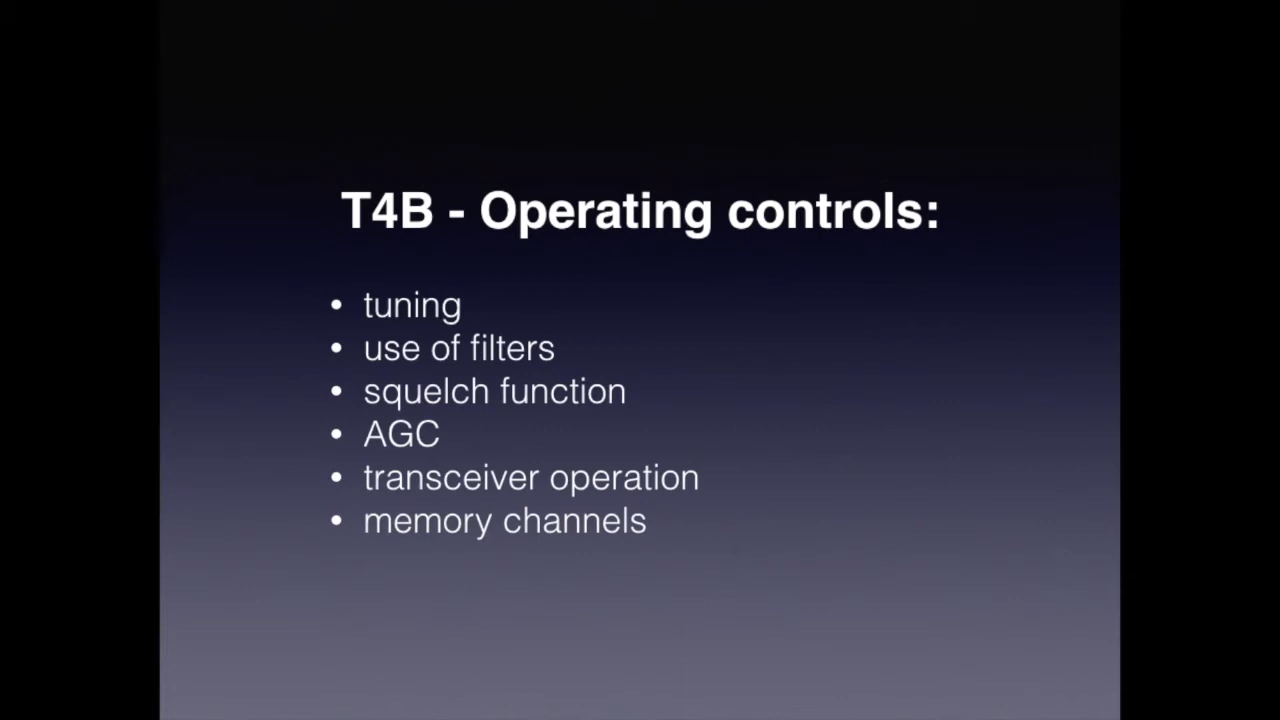 T4B - Operating controls:
• tuning
• use of filters
• squelch function
• AGC
• transceiver operation
• memory channels